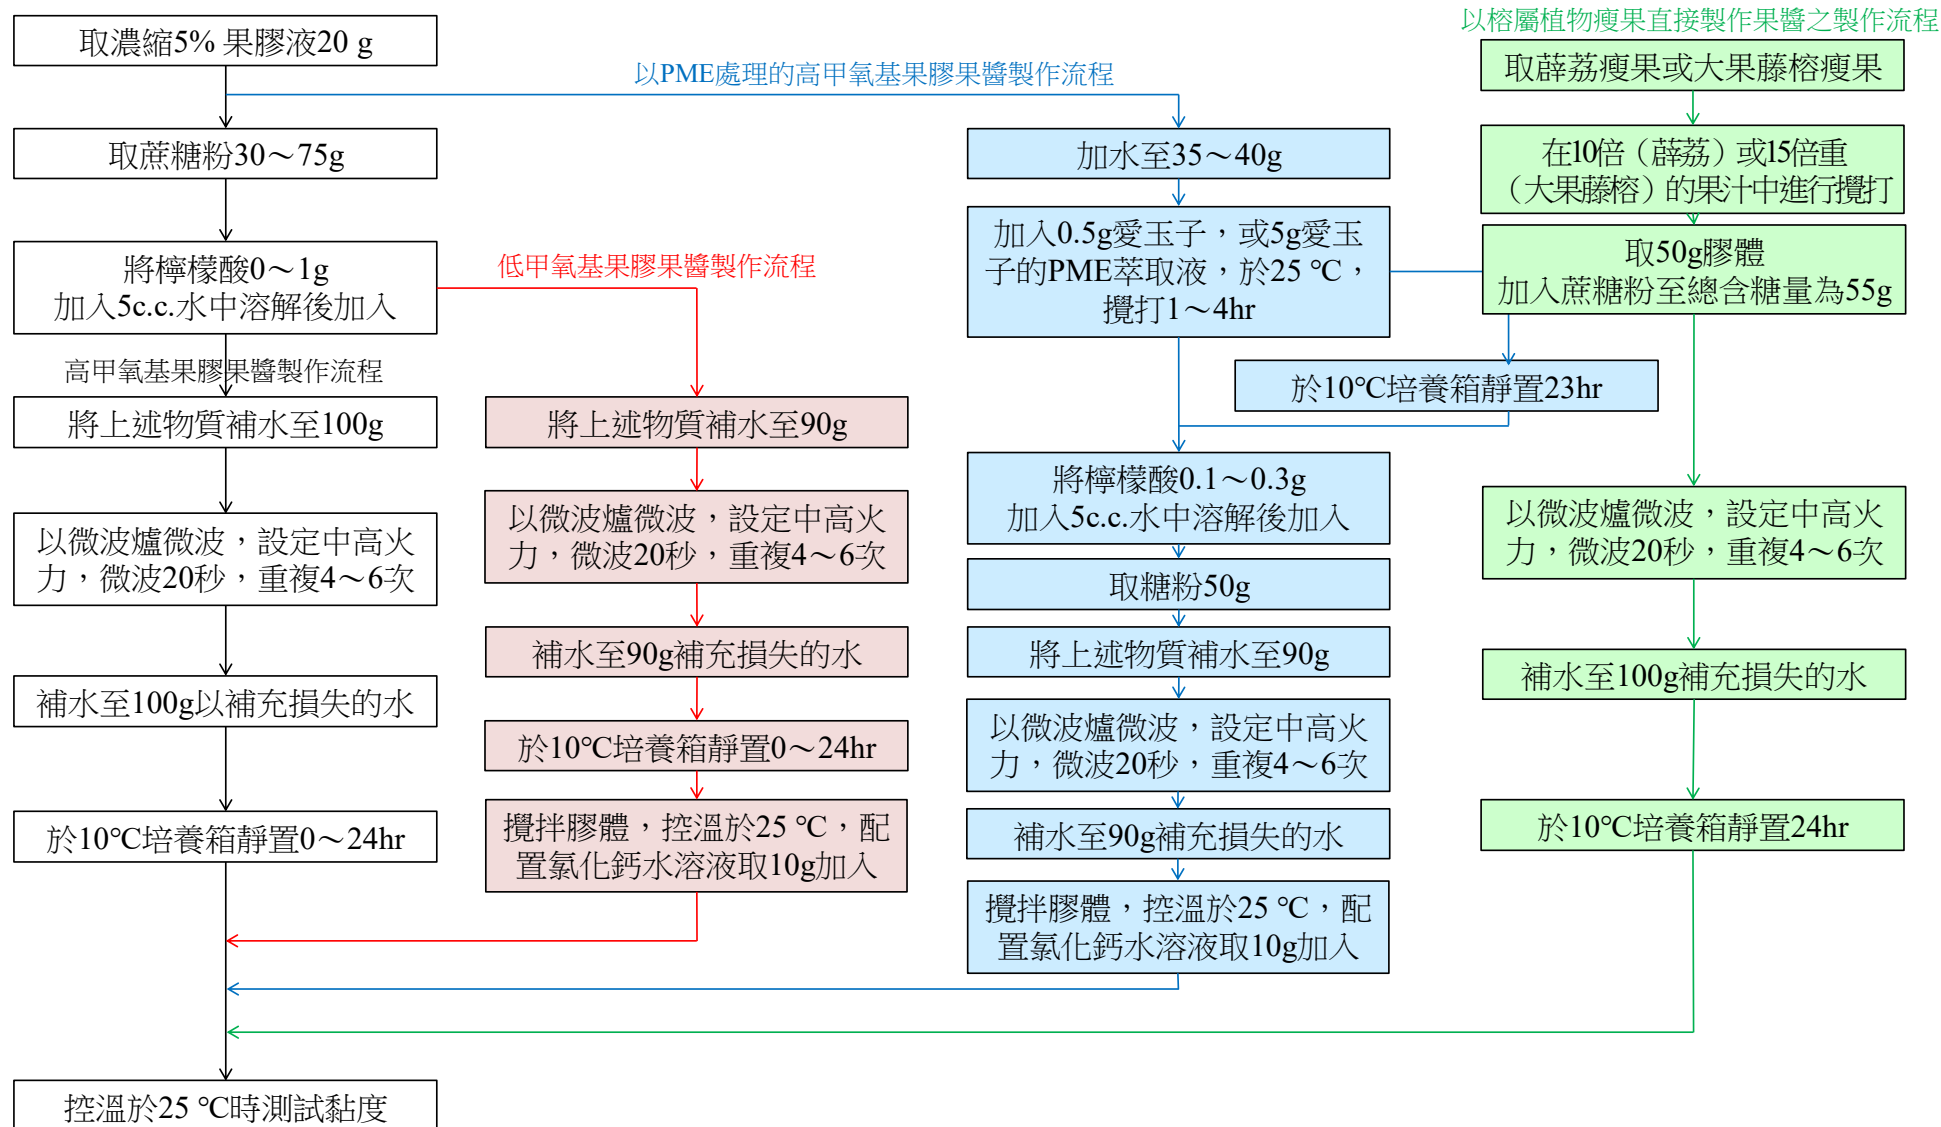 取濃縮5% 果膠液20 g
取蔗糖粉30～75g
將檸檬酸0～1g
加入5c.c.水中溶解後加入
高甲氧基果膠果醬製作流程
將上述物質補水至100g
以微波爐微波，設定中高火
力，微波20秒，重複4～6次
補水至100g以補充損失的水
於10℃培養箱靜置0～24hr
控溫於25 ℃時測試黏度
低甲氧基果膠果醬製作流程
將上述物質補水至90g
以微波爐微波，設定中高火
力，微波20秒，重複4～6次
補水至90g補充損失的水
於10℃培養箱靜置0～24hr
攪拌膠體，控溫於25 ℃，配
置氯化鈣水溶液取10g加入
以PME處理的高甲氧基果膠果醬製作流程
加水至35～40g
加入0.5g愛玉子，或5g愛玉
子的PME萃取液，於25 ℃，
攪打1～4hr
於10℃培養箱靜置23hr
將檸檬酸0.1～0.3g
加入5c.c.水中溶解後加入
取糖粉50g
將上述物質補水至90g
以微波爐微波，設定中高火
力，微波20秒，重複4～6次
補水至90g補充損失的水
攪拌膠體，控溫於25 ℃，配
置氯化鈣水溶液取10g加入
以榕屬植物瘦果直接製作果醬之製作流程
取薜荔瘦果或大果藤榕瘦果
在10倍（薜荔）或15倍重
（大果藤榕）的果汁中進行攪打
取50g膠體
加入蔗糖粉至總含糖量為55g
以微波爐微波，設定中高火
力，微波20秒，重複4～6次
補水至100g補充損失的水
於10℃培養箱靜置24hr